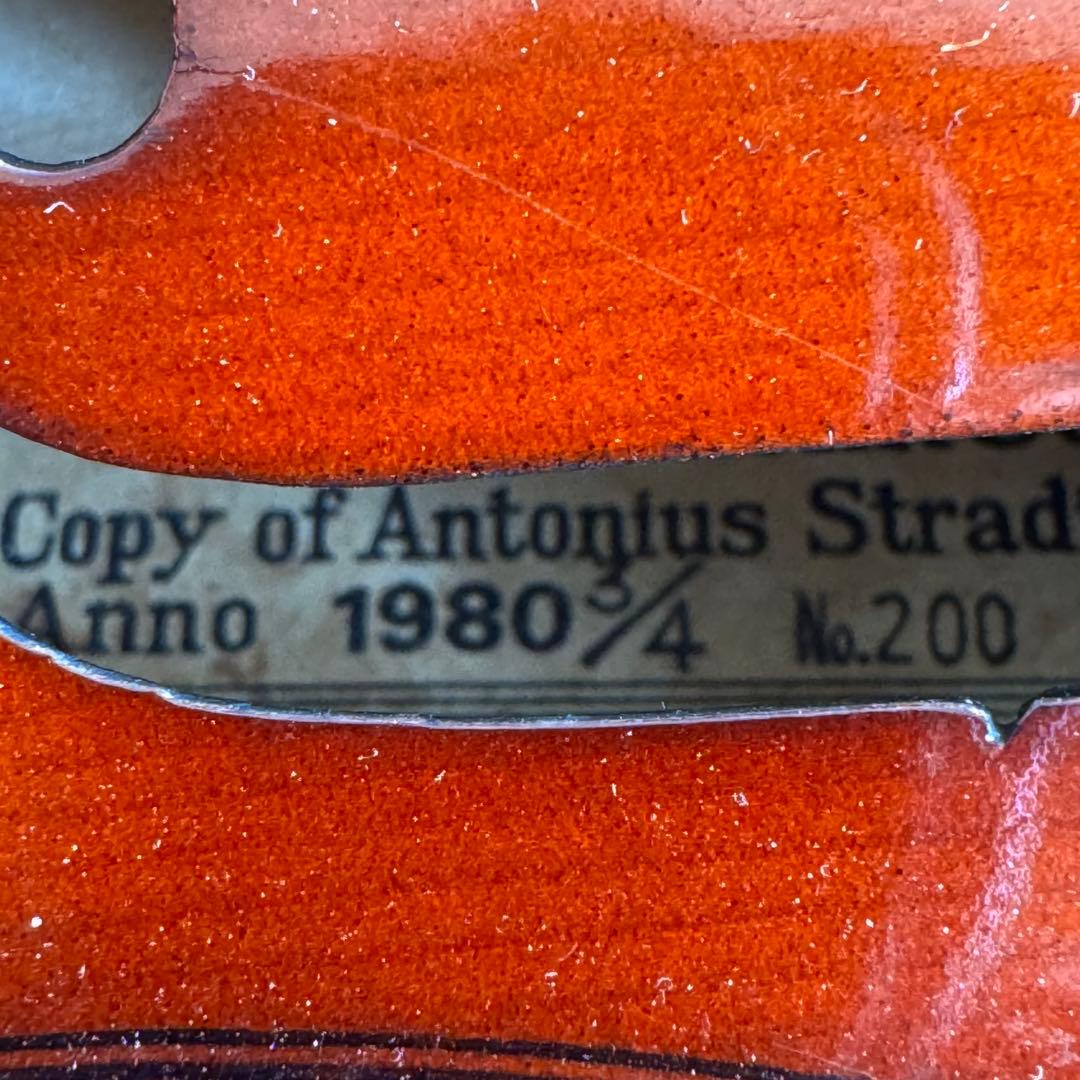 Copy of Antonius Strad
Anno 1980 3/4 No.200